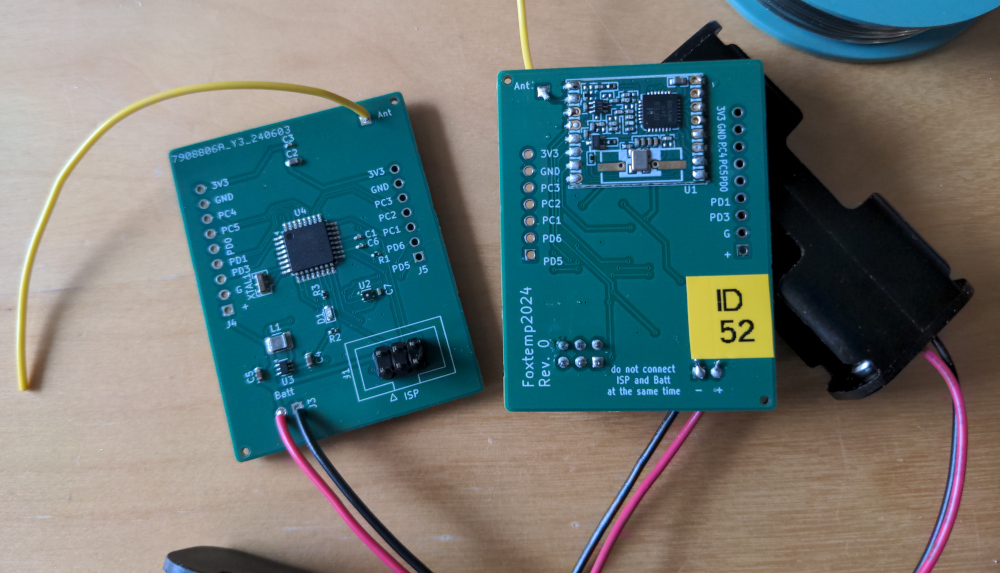 7908806A_Y3_240603
Ant
C3
C2
3V3
GND
PC4
PC5
PD0
PD1
PD3
G
+
J4
XTAL1
U4
C1
C6
R1
3V3
GND
PC3
PC2
PC1
PD6
PD5
J5
R3
U2
C7
D1
R2
L1
C5
U3
Batt
J3
J1
ISP
Ant
3V3
GND
PC3
PC2
PC1
PD6
PD5
U1
3V3
GND
PC4
PC5
PD0
PD1
PD3
G
+
ID
52
Foxtemp2024
Rev. 0
do not connect
ISP and Batt
at the same time
- +